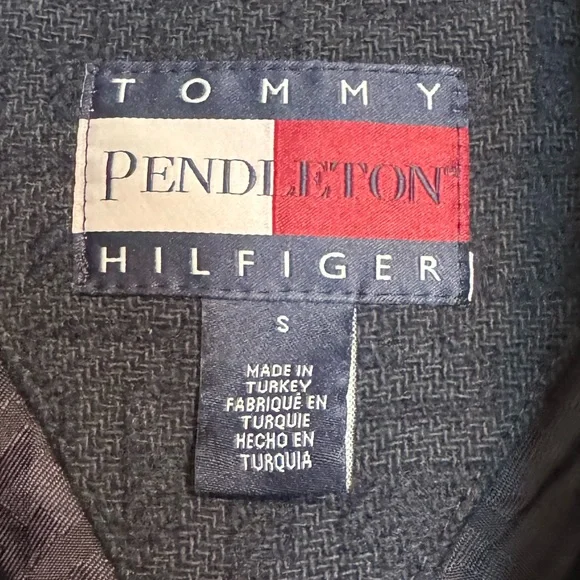 TOMMY
PENDLETON®
HILFIGER
S
MADE IN
TURKEY
FABRIQUÉ EN
TURQUIE
HECHO EN
TURQUIA